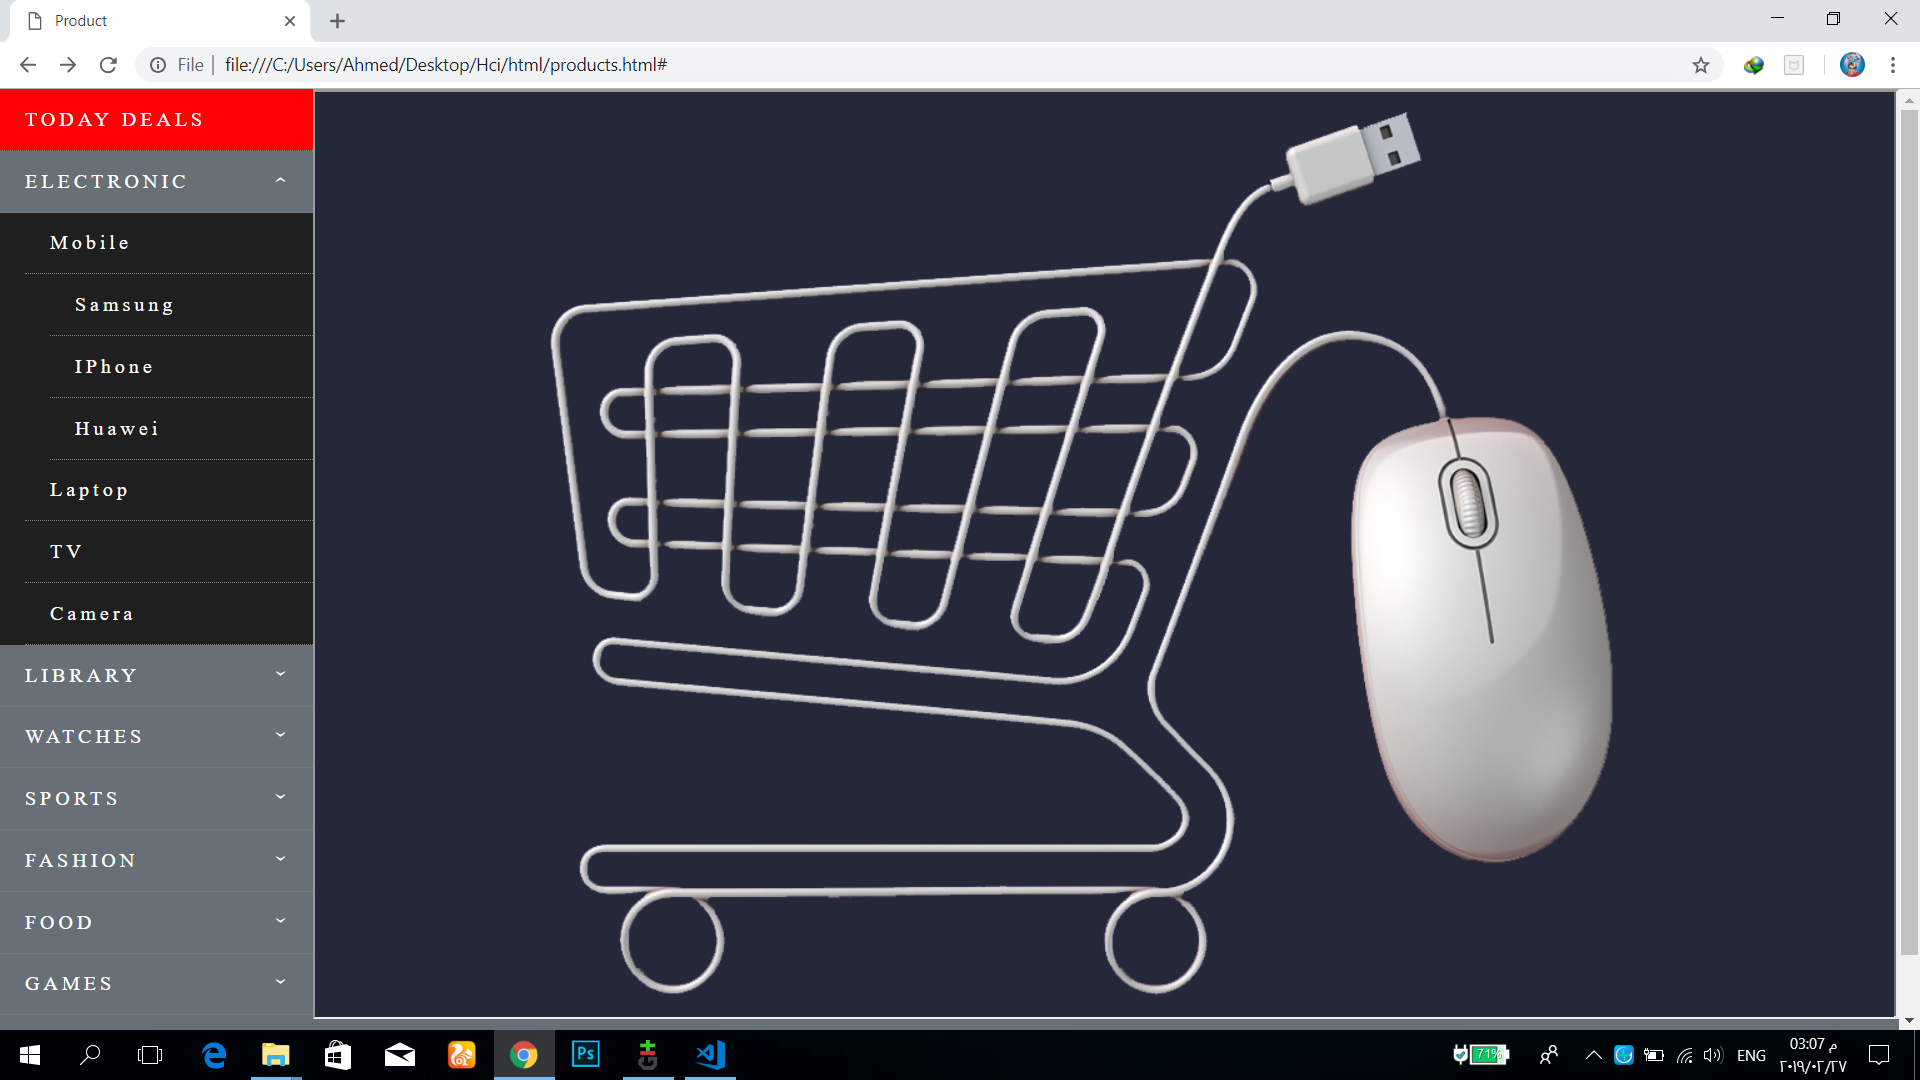 Product
File
file:///C:/Users/Ahmed/Desktop/Hci/html/products.html#
TODAY DEALS
ELECTRONIC
Mobile
Samsung
IPhone
Huawei
Laptop
TV
Camera
LIBRARY
WATCHES
SPORTS
FASHION
FOOD
GAMES
Ps
71%
ENG
03:07 م
٢٠١٩/٠٢/٢٧